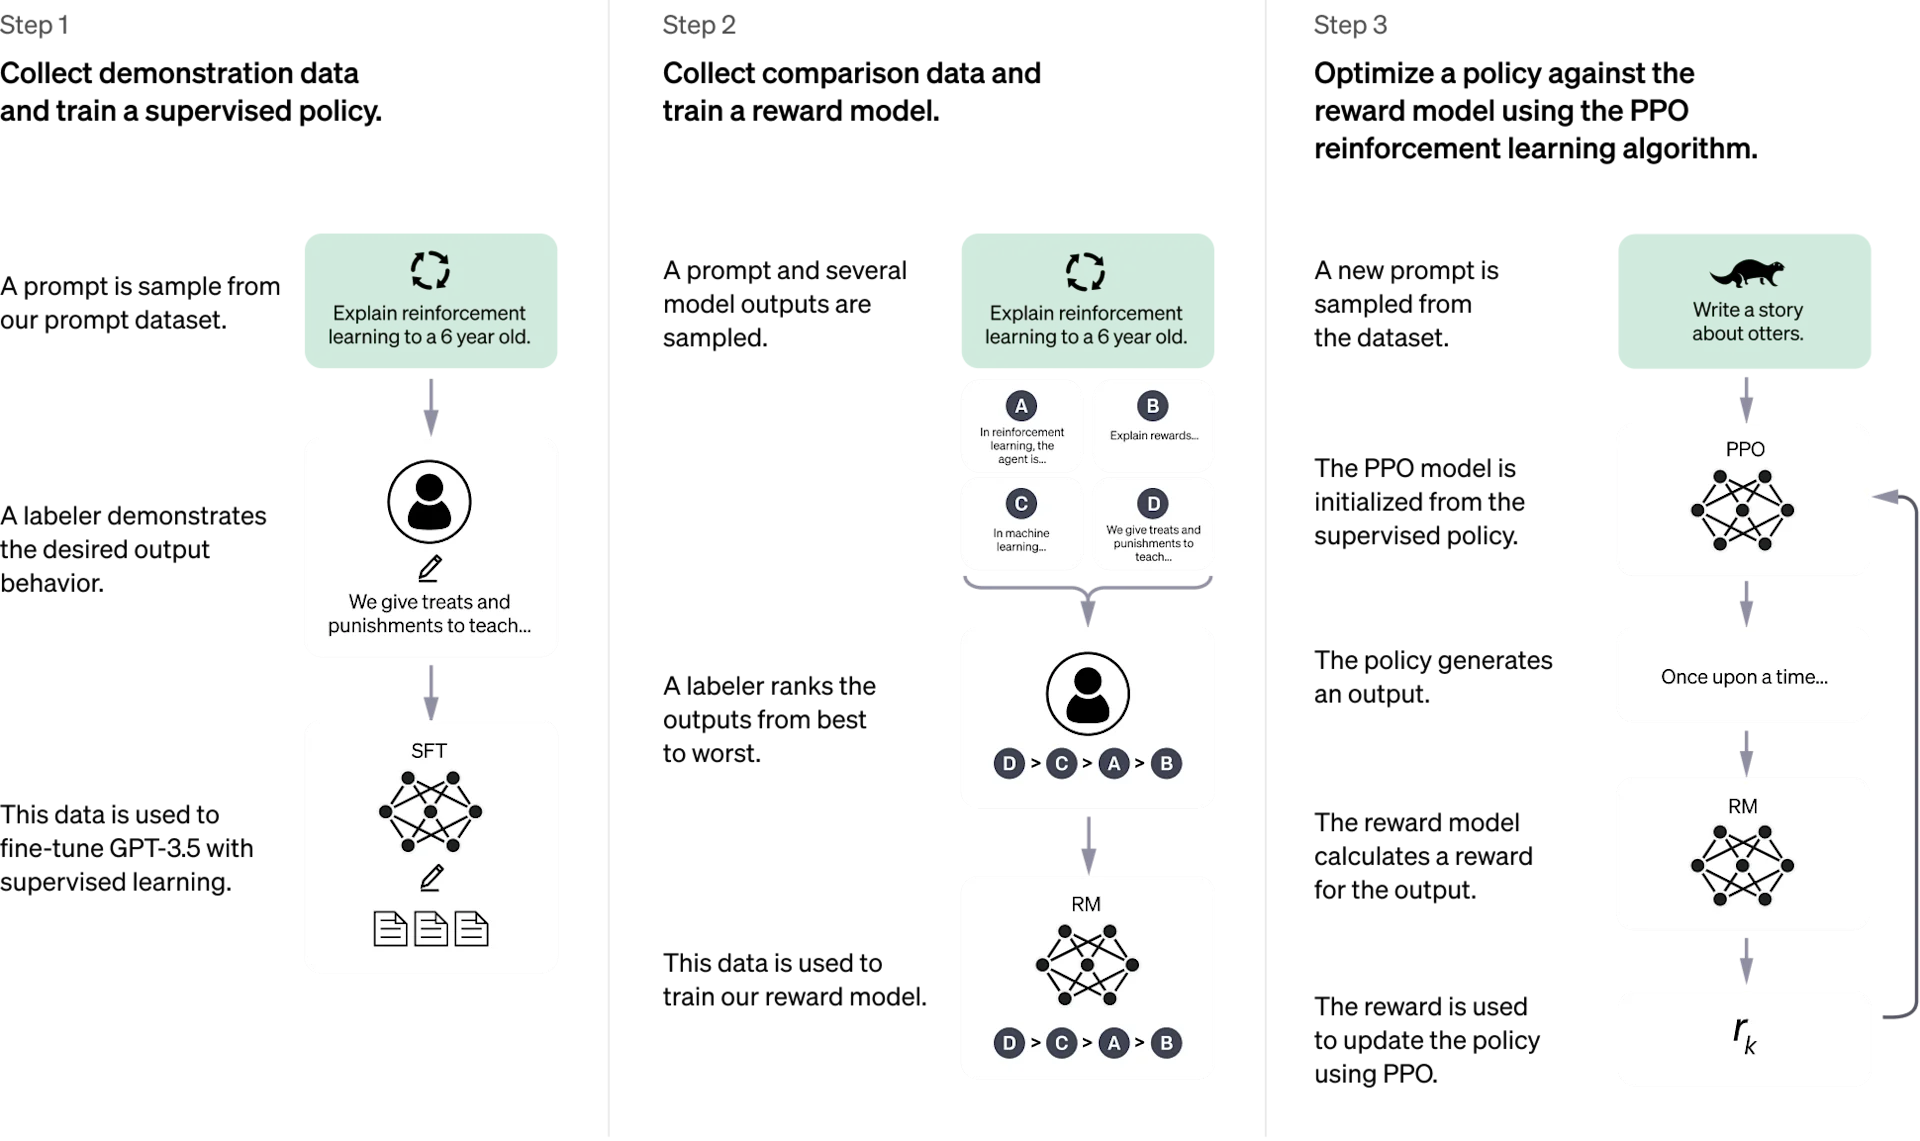 Step 1
Collect demonstration data
and train a supervised policy.
A prompt is sample from
our prompt dataset.
Explain reinforcement
learning to a 6 year old.
A labeler demonstrates
the desired output
behavior.
We give treats and
punishments to teach...
This data is used to
fine-tune GPT-3.5 with
supervised learning.
SFT
Step 2
Collect comparison data and
train a reward model.
A prompt and several
model outputs are
sampled.
Explain reinforcement
learning to a 6 year old.
A
In reinforcement
learning, the
agent is...
B
Explain rewards...
C
In machine
learning...
D
We give treats and
punishments to
teach...
A labeler ranks the
outputs from best
to worst.
D > C > A > B
This data is used to
train our reward model.
RM
D > C > A > B
Step 3
Optimize a policy against the
reward model using the PPO
reinforcement learning algorithm.
A new prompt is
sampled from
the dataset.
Write a story
about otters.
The PPO model is
initialized from the
supervised policy.
PPO
The policy generates
an output.
Once upon a time...
The reward model
calculates a reward
for the output.
RM
The reward is used
to update the policy
using PPO.
r_k